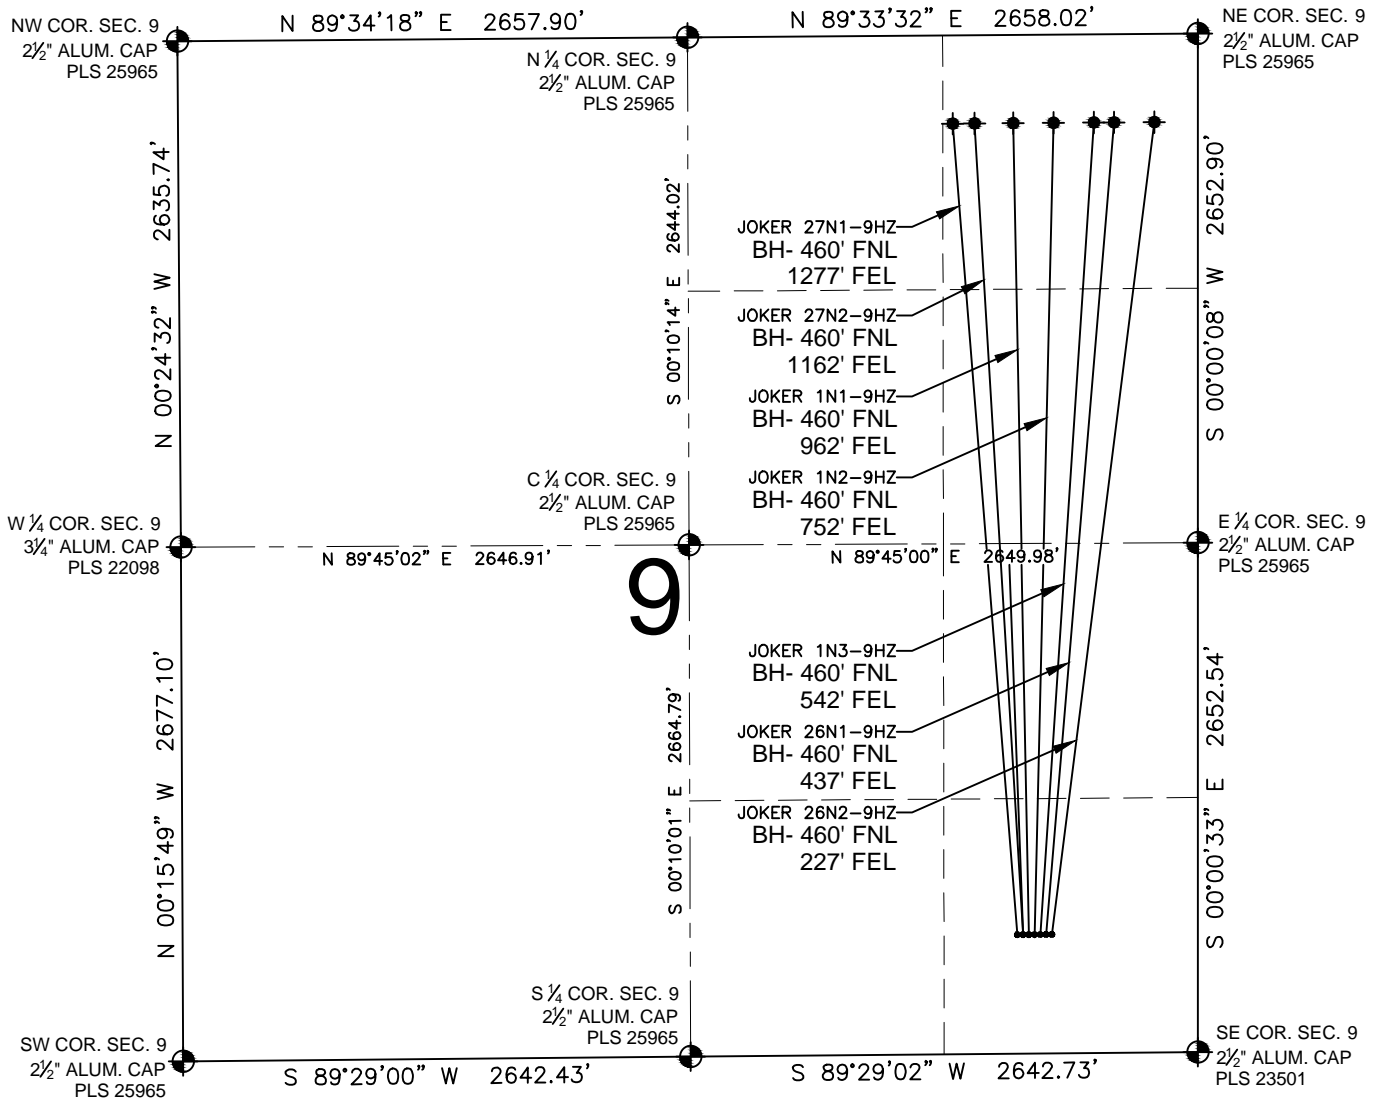 N 89°34'18" E 2657.90'
N 89°33'32" E 2658.02'
NW COR. SEC. 9
2½" ALUM. CAP
PLS 25965
N ¼ COR. SEC. 9
2½" ALUM. CAP
PLS 25965
NE COR. SEC. 9
2½" ALUM. CAP
PLS 25965
N 00°24'32" W 2635.74'
S 00°10'14" E 2644.02'
S 00°00'08" W 2652.90'
JOKER 27N1-9HZ
BH- 460' FNL
1277' FEL
JOKER 27N2-9HZ
BH- 460' FNL
1162' FEL
JOKER 1N1-9HZ
BH- 460' FNL
962' FEL
JOKER 1N2-9HZ
BH- 460' FNL
752' FEL
C ¼ COR. SEC. 9
2½" ALUM. CAP
PLS 25965
W ¼ COR. SEC. 9
3¼" ALUM. CAP
PLS 22098
E ¼ COR. SEC. 9
2½" ALUM. CAP
PLS 25965
N 89°45'02" E 2646.91'
N 89°45'00" E 2649.98'
9
JOKER 1N3-9HZ
BH- 460' FNL
542' FEL
JOKER 26N1-9HZ
BH- 460' FNL
437' FEL
JOKER 26N2-9HZ
BH- 460' FNL
227' FEL
N 00°15'49" W 2677.10'
S 00°10'01" E 2664.79'
S 00°00'33" E 2652.54'
S ¼ COR. SEC. 9
2½" ALUM. CAP
PLS 25965
SW COR. SEC. 9
2½" ALUM. CAP
PLS 25965
SE COR. SEC. 9
2½" ALUM. CAP
PLS 23501
S 89°29'00" W 2642.43'
S 89°29'02" W 2642.73'